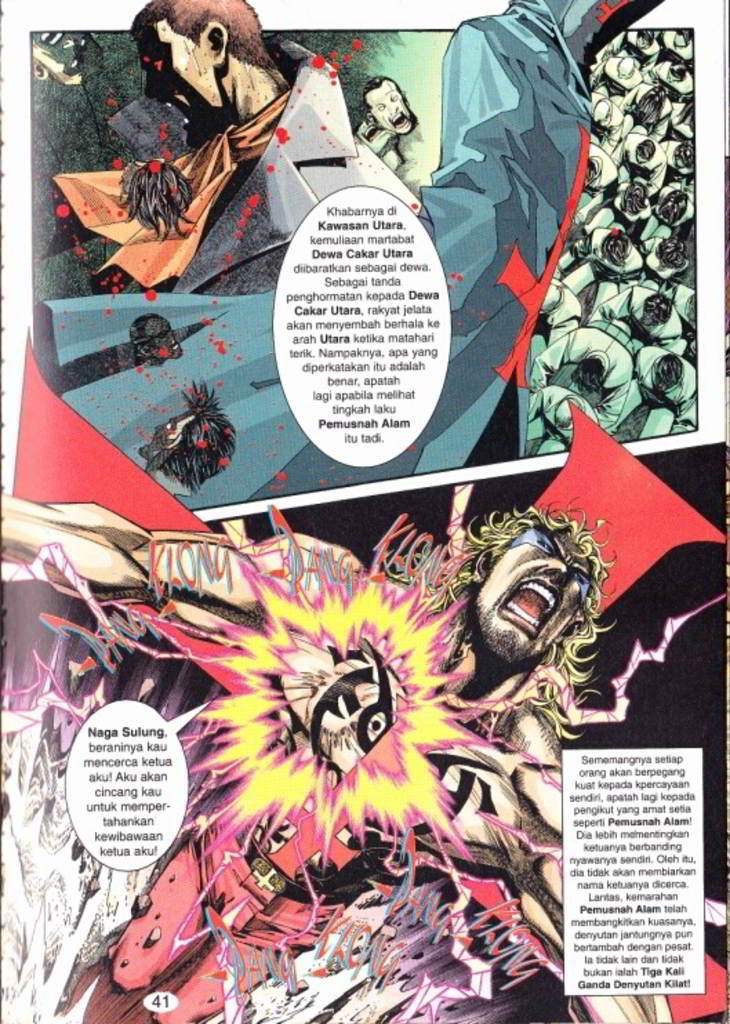 Khabarnya di
Kawasan Utara,
kemuliaan martabat
Dewa Cakar Utara
diibaratkan sebagai dewa.
Sebagai tanda
penghormatan kepada Dewa
Cakar Utara, rakyat jelata
akan menyembah berhala ke
arah Utara ketika matahari
terik. Nampaknya, apa yang
diperkatakan itu adalah
benar, apatah
lagi apabila melihat
tingkah laku
Pemusnah Alam
itu tadi.
KLONG PANG KLONG
PANG PANG
Naga Sulung,
beraninya kau
mencerca ketua
aku! Aku akan
cincang kau
untuk memper-
tahankan
kewibawaan
ketua aku!
Sememangnya setiap
orang akan berpegang
kuat kepada kpercayaan
sendiri, apatah lagi kepada
pengikut yang amat setia
seperti Pemusnah Alam!
Dia lebih mementingkan
ketuanya berbanding
nyawanya sendiri. Oleh itu,
dia tidak akan membiarkan
nama ketuanya dicerca.
Lantas, kemarahan
Pemusnah Alam telah
membangkitkan kuasanya,
denyutan jantungnya pun
bertambah dengan pesat.
Ia tidak lain dan tidak
bukan ialah Tiga Kali
Ganda Denyutan Kilat!
PANG KLONG PANG KLONG
41